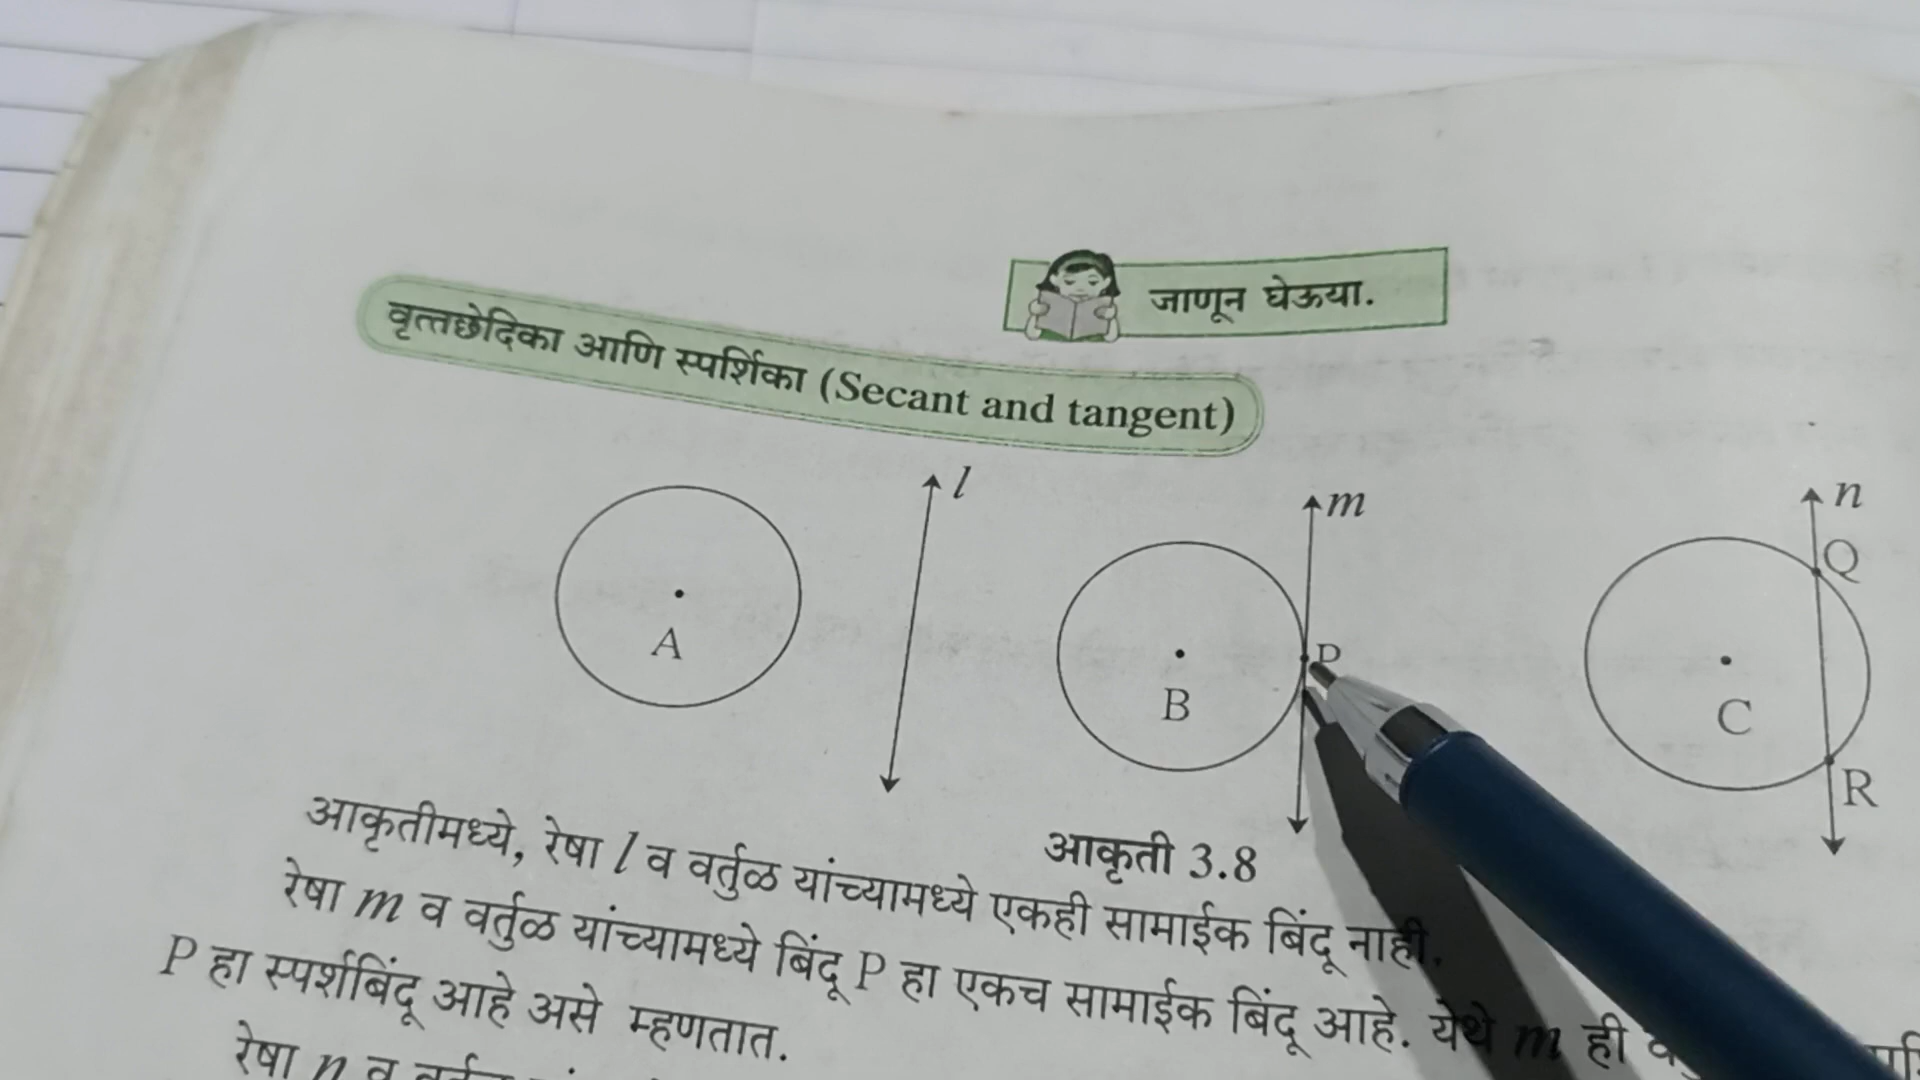 जाणून घेऊया.
वृत्तछेदिका आणि स्पर्शिका (Secant and tangent)
l
m
n
Q
A
P
B
C
R
आकृती 3.8
आकृतीमध्ये, रेषा l व वर्तुळ यांच्यामध्ये एकही सामाईक बिंदू नाही.
रेषा m व वर्तुळ यांच्यामध्ये बिंदू P हा एकच सामाईक बिंदू आहे. येथे m ही
P हा स्पर्शबिंदू आहे असे म्हणतात.
रेषा n व